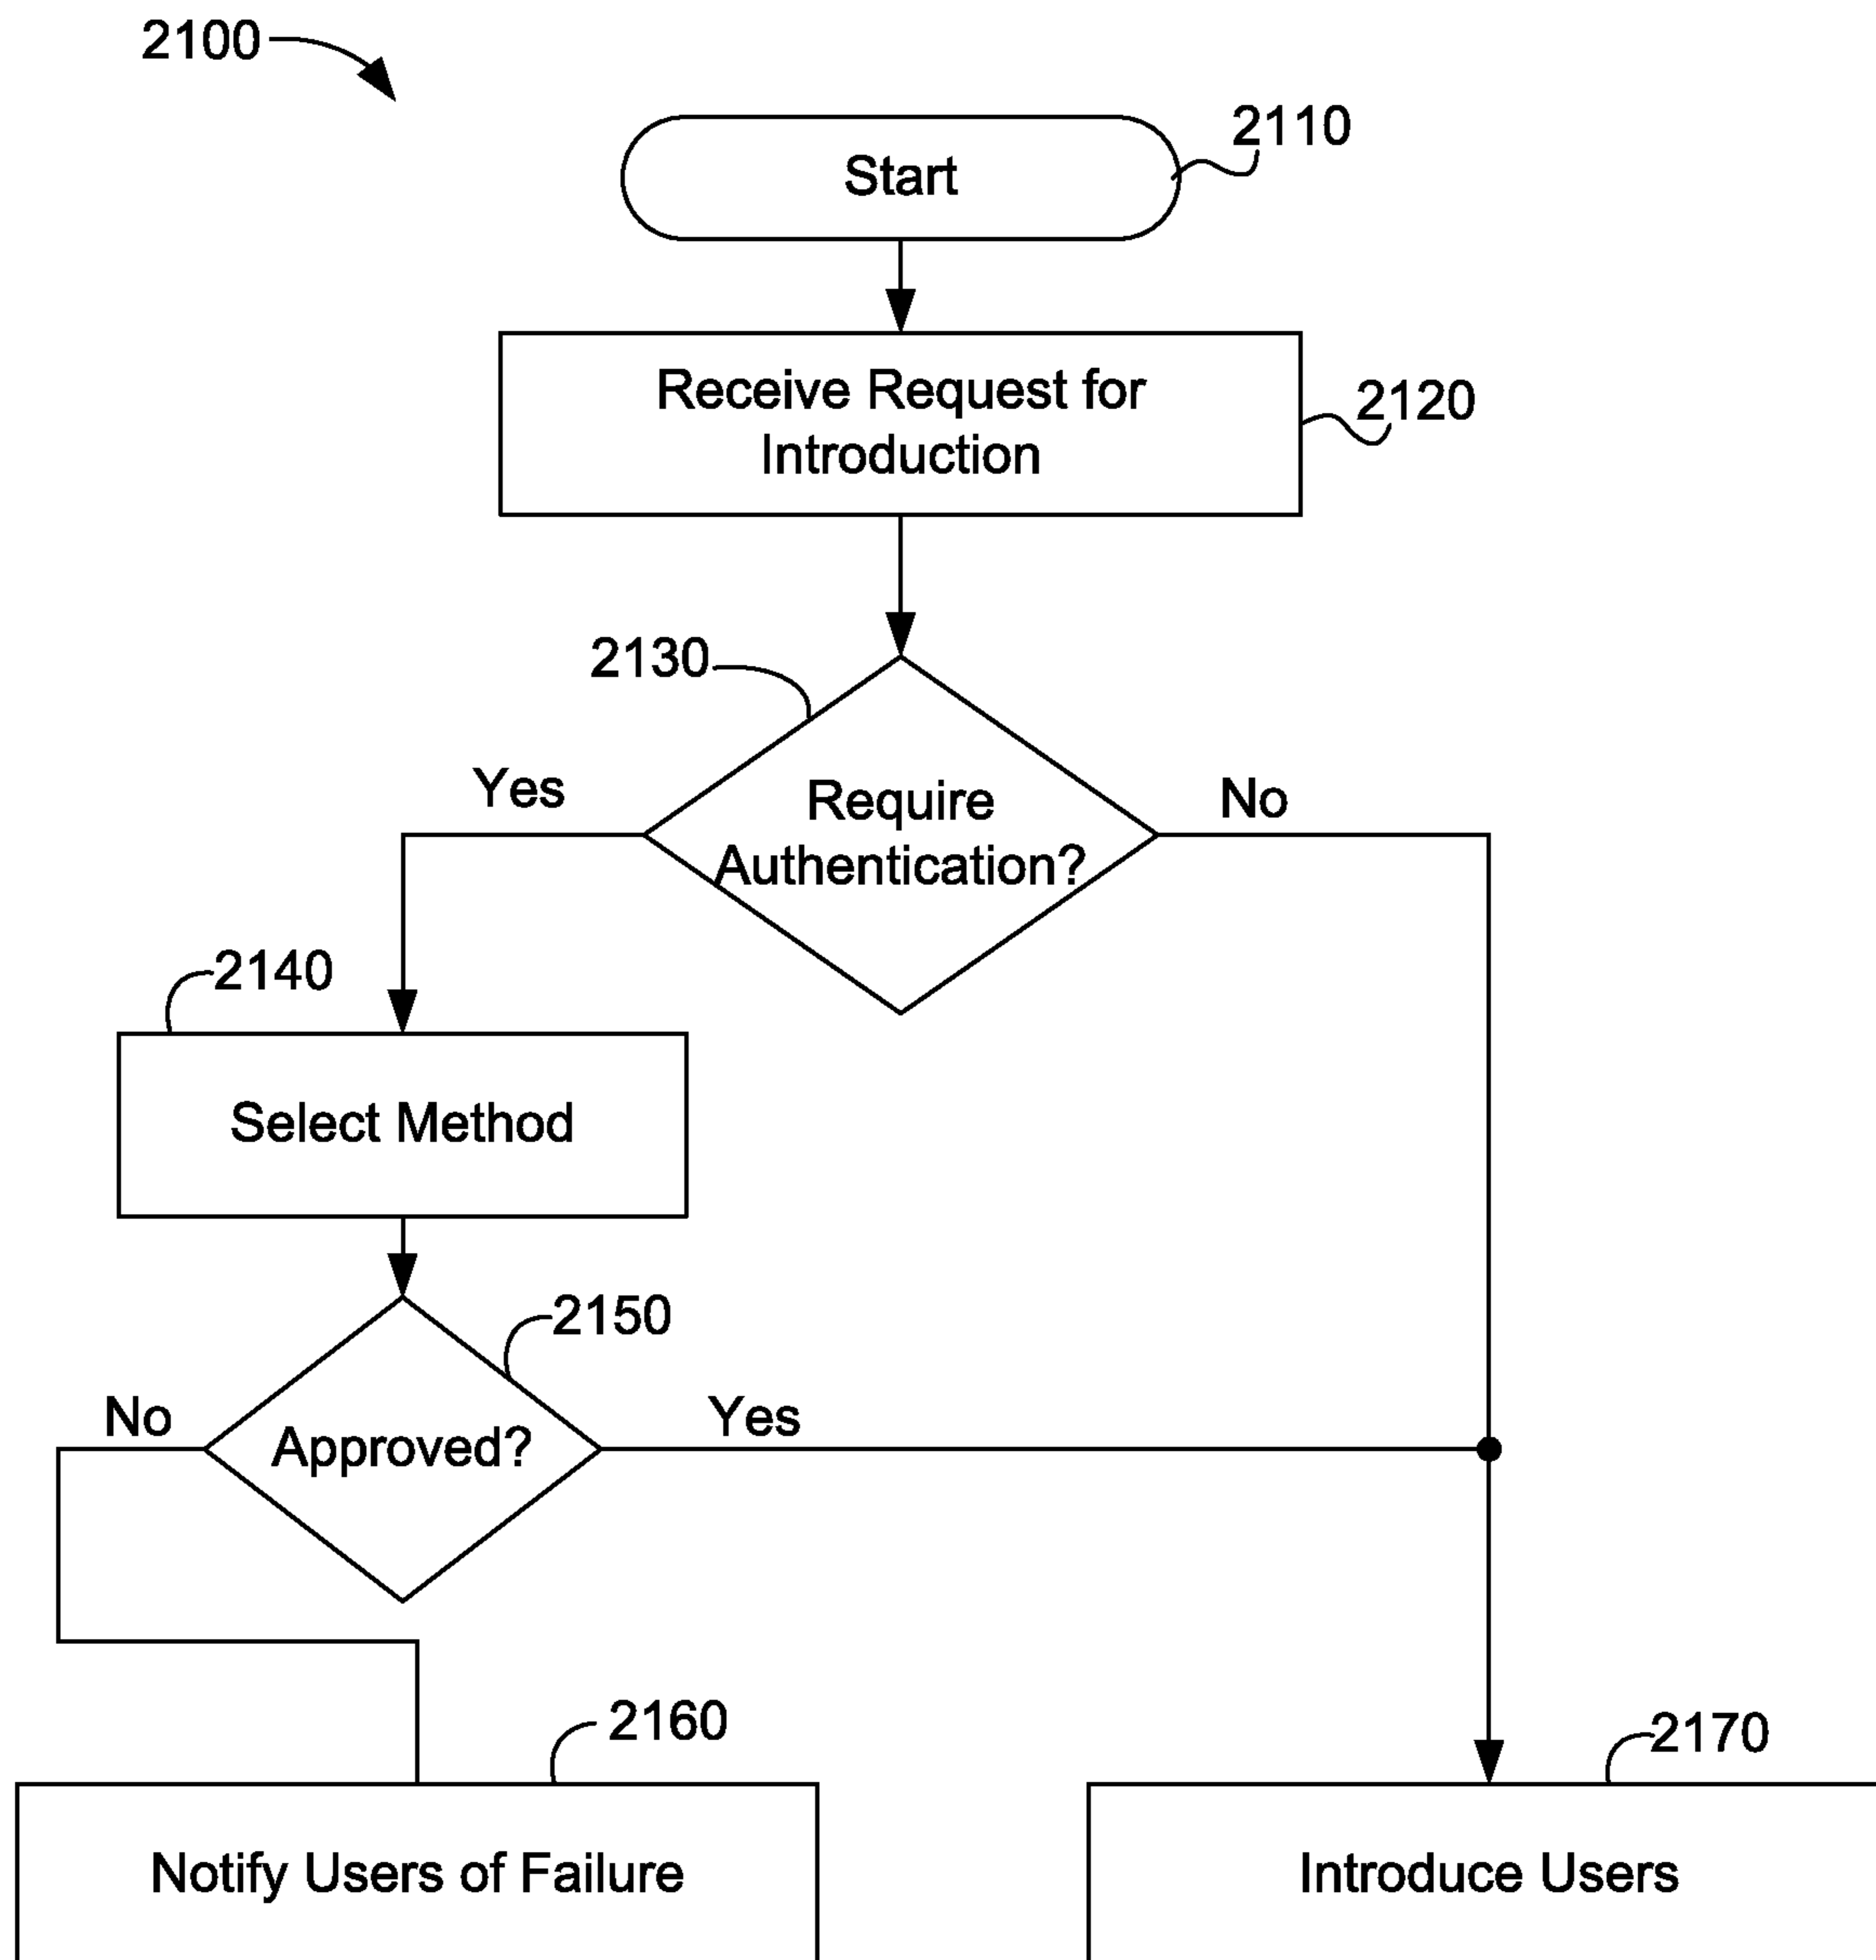 2100
2110
Start
Receive Request for
Introduction
2120
2130
Yes
No
Require
Authentication?
2140
Select Method
2150
No
Yes
Approved?
2160
2170
Notify Users of Failure
Introduce Users